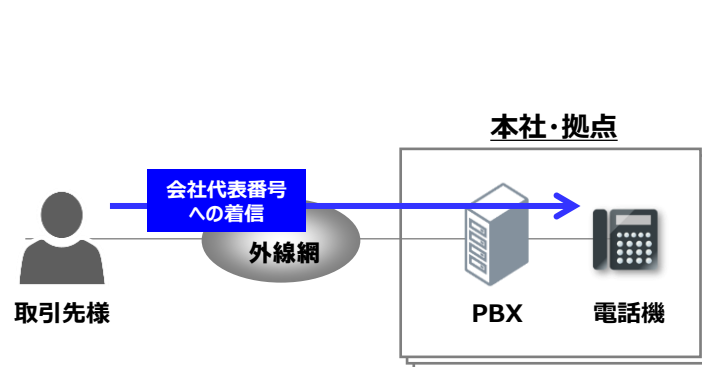 本社・拠点
会社代表番号
への着信
外線網
取引先様
PBX
電話機